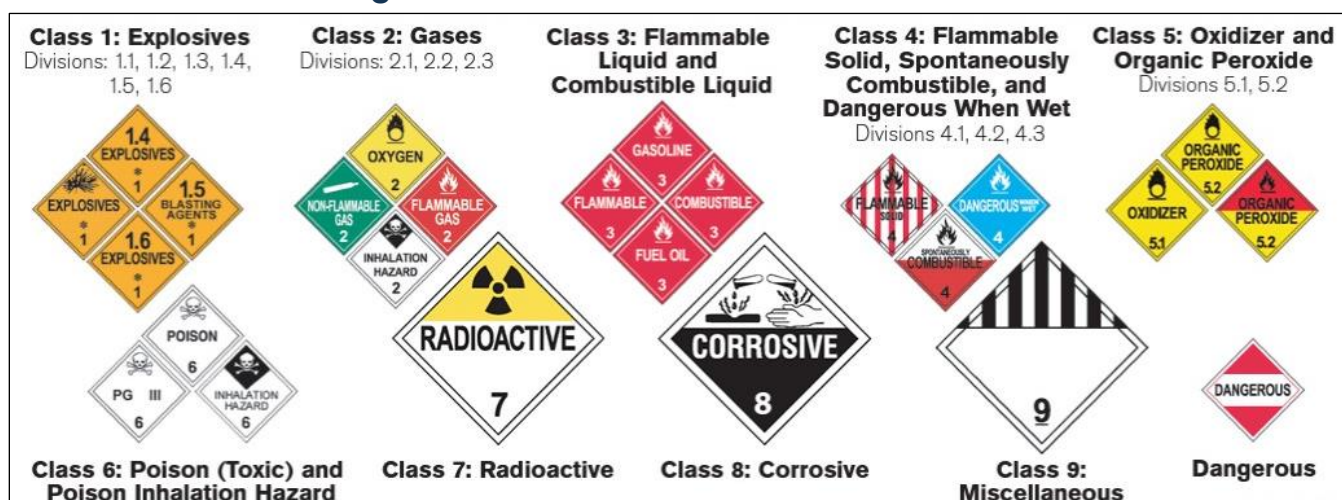 Class 1: Explosives
Divisions: 1.1, 1.2, 1.3, 1.4,
1.5, 1.6
1.4
EXPLOSIVES
*
1
EXPLOSIVES
*
1
1.5
BLASTING
AGENTS
*
1
1.6
EXPLOSIVES
*
1
Class 2: Gases
Divisions: 2.1, 2.2, 2.3
OXYGEN
2
NON-FLAMMABLE
GAS
2
FLAMMABLE
GAS
2
INHALATION
HAZARD
2
Class 3: Flammable
Liquid and
Combustible Liquid
GASOLINE
3
FLAMMABLE
3
COMBUSTIBLE
3
FUEL OIL
3
Class 4: Flammable
Solid, Spontaneously
Combustible, and
Dangerous When Wet
Divisions 4.1, 4.2, 4.3
FLAMMABLE
SOLID
4
DANGEROUS WHEN WET
4
SPONTANEOUSLY
COMBUSTIBLE
4
Class 5: Oxidizer and
Organic Peroxide
Divisions 5.1, 5.2
ORGANIC
PEROXIDE
5.2
OXIDIZER
5.1
ORGANIC
PEROXIDE
5.2
POISON
6
PG III
6
INHALATION
HAZARD
6
Class 6: Poison (Toxic) and
Poison Inhalation Hazard
RADIOACTIVE
7
Class 7: Radioactive
CORROSIVE
8
Class 8: Corrosive
9
Class 9:
Miscellaneous
DANGEROUS
Dangerous